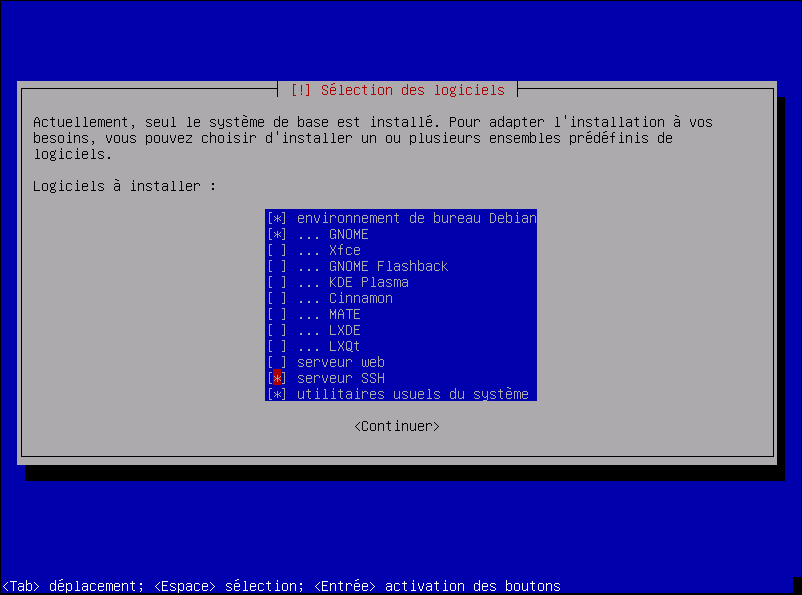 [!] Sélection des logiciels
Actuellement, seul le système de base est installé. Pour adapter l'installation à vos
besoins, vous pouvez choisir d'installer un ou plusieurs ensembles prédéfinis de
logiciels.
Logiciels à installer :
[*] environnement de bureau Debian
[*] ... GNOME
[ ] ... Xfce
[ ] ... GNOME Flashback
[ ] ... KDE Plasma
[ ] ... Cinnamon
[ ] ... MATE
[ ] ... LXDE
[ ] ... LXQt
[ ] serveur web
[*] serveur SSH
[*] utilitaires usuels du système
<Continuer>
<Tab> déplacement; <Espace> sélection; <Entrée> activation des boutons